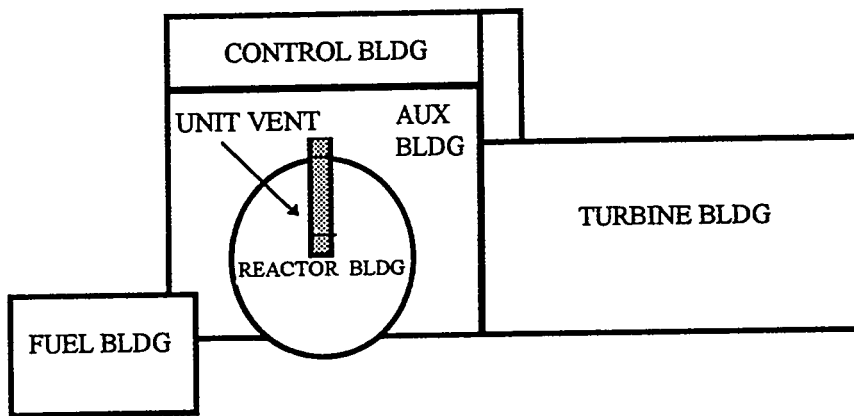 CONTROL BLDG
UNIT VENT
AUX
BLDG
TURBINE BLDG
REACTOR BLDG
FUEL BLDG